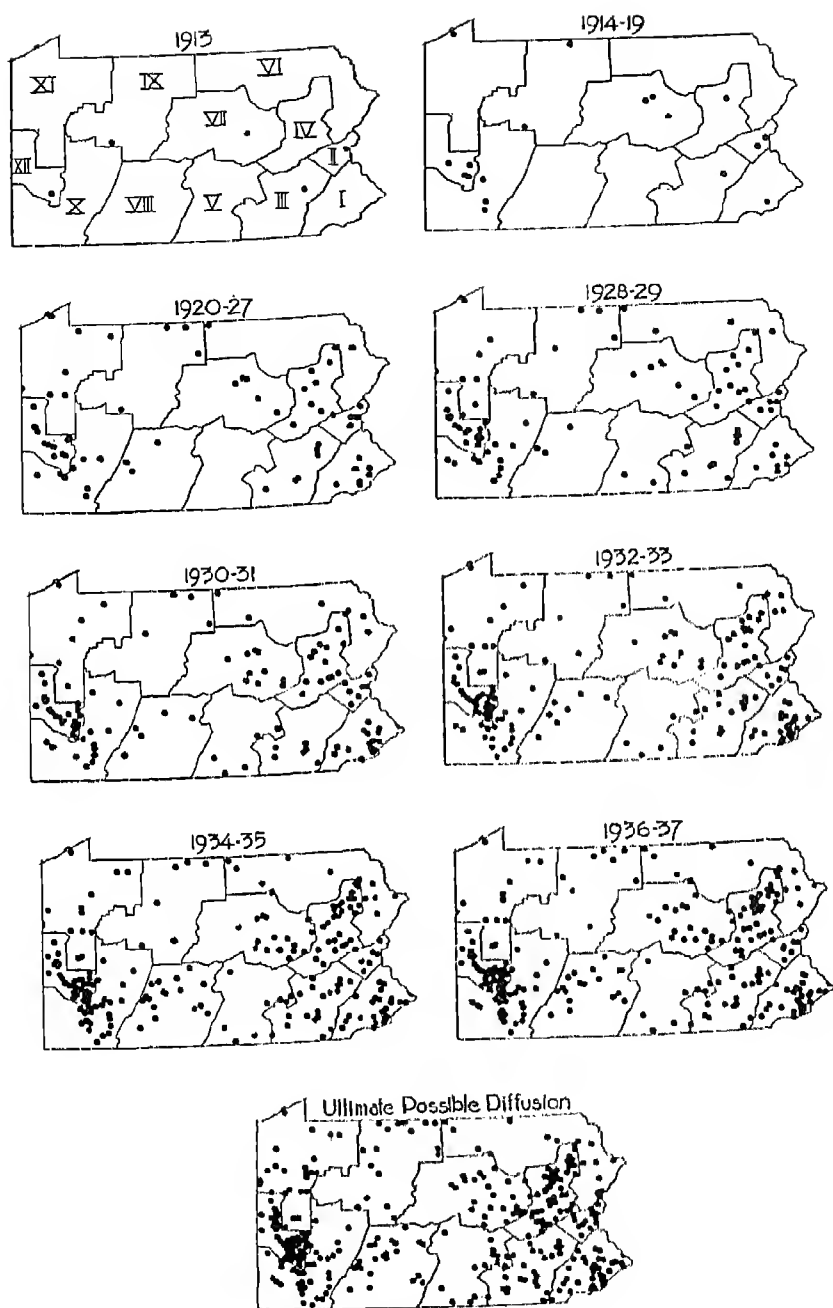 1913
1914-19
XI
IX
VI
VII
IV
XII
II
X
VIII
V
III
I
1920-27
1928-29
1930-31
1932-33
1934-35
1936-37
Ultimate Possible Diffusion